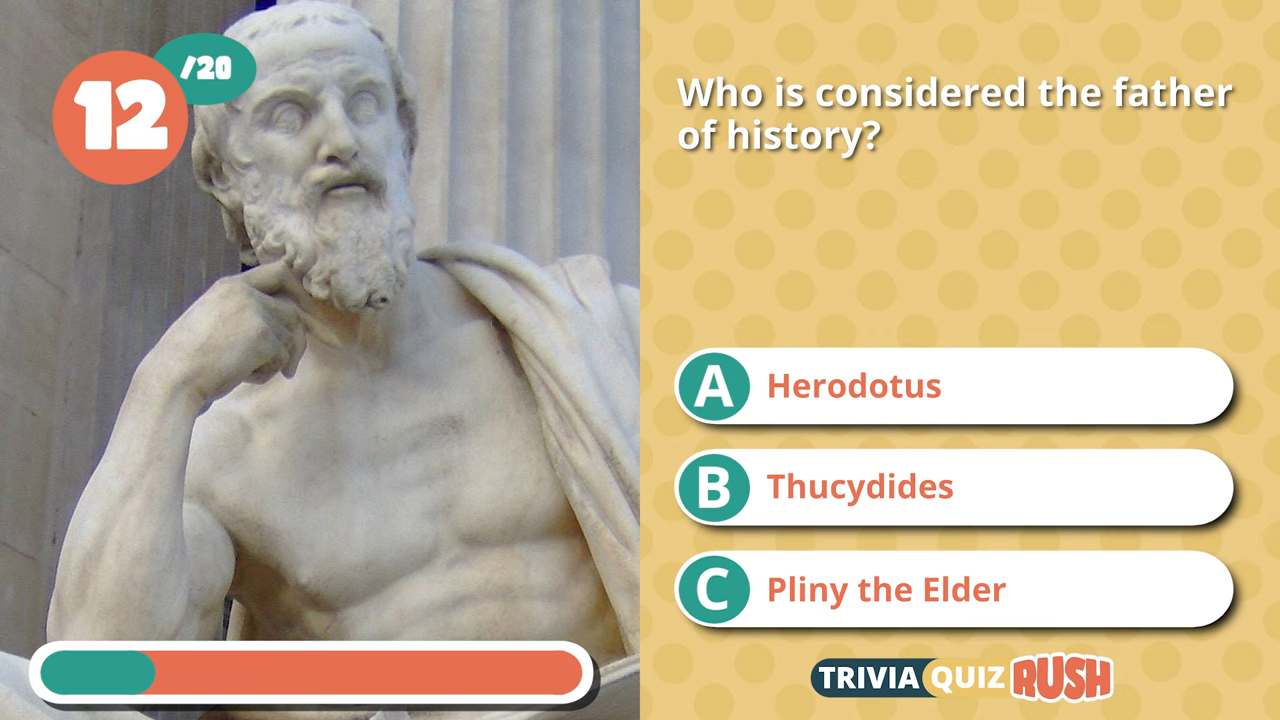 12
/20
Who is considered the father
of history?
A Herodotus
B Thucydides
C Pliny the Elder
TRIVIA QUIZ RUSH